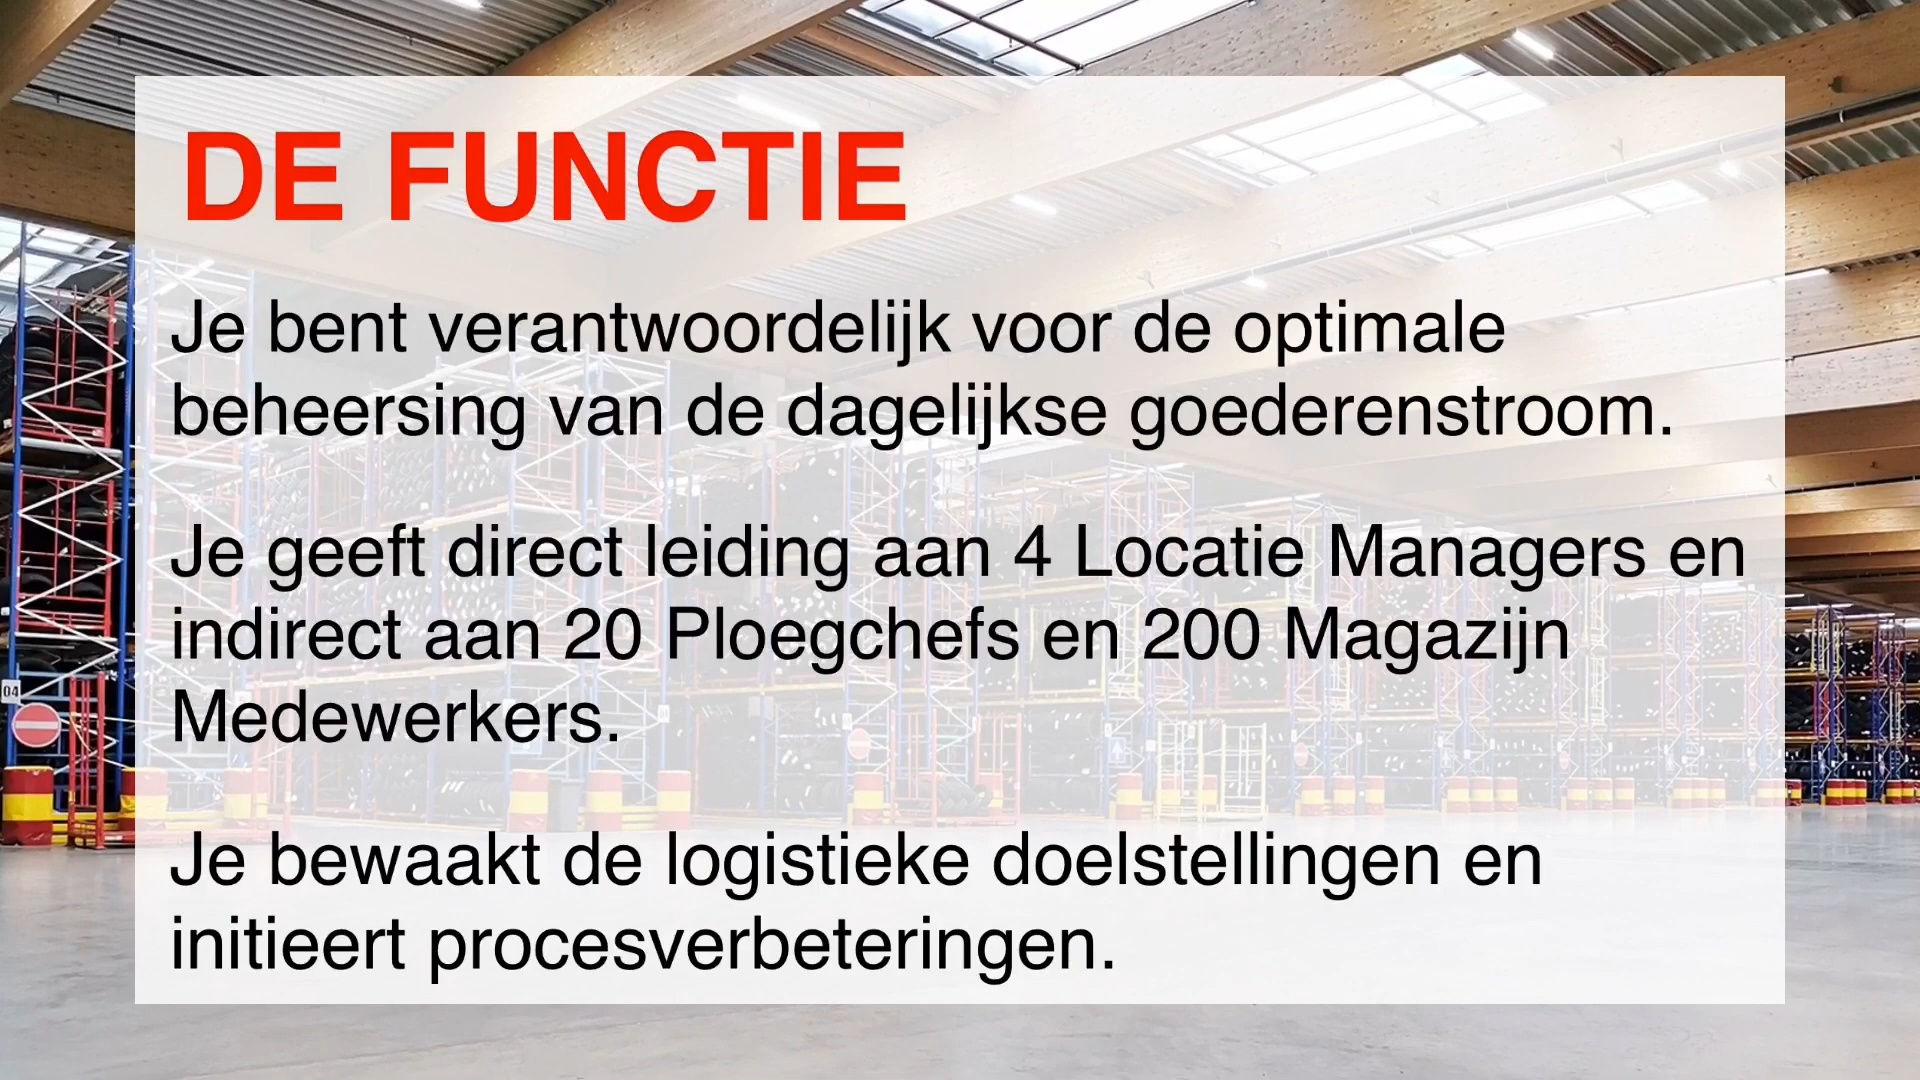 DE FUNCTIE
Je bent verantwoordelijk voor de optimale
beheersing van de dagelijkse goederenstroom.
Je geeft direct leiding aan 4 Locatie Managers en
indirect aan 20 Ploegchefs en 200 Magazijn
Medewerkers.
Je bewaakt de logistieke doelstellingen en
initieert procesverbeteringen.
04